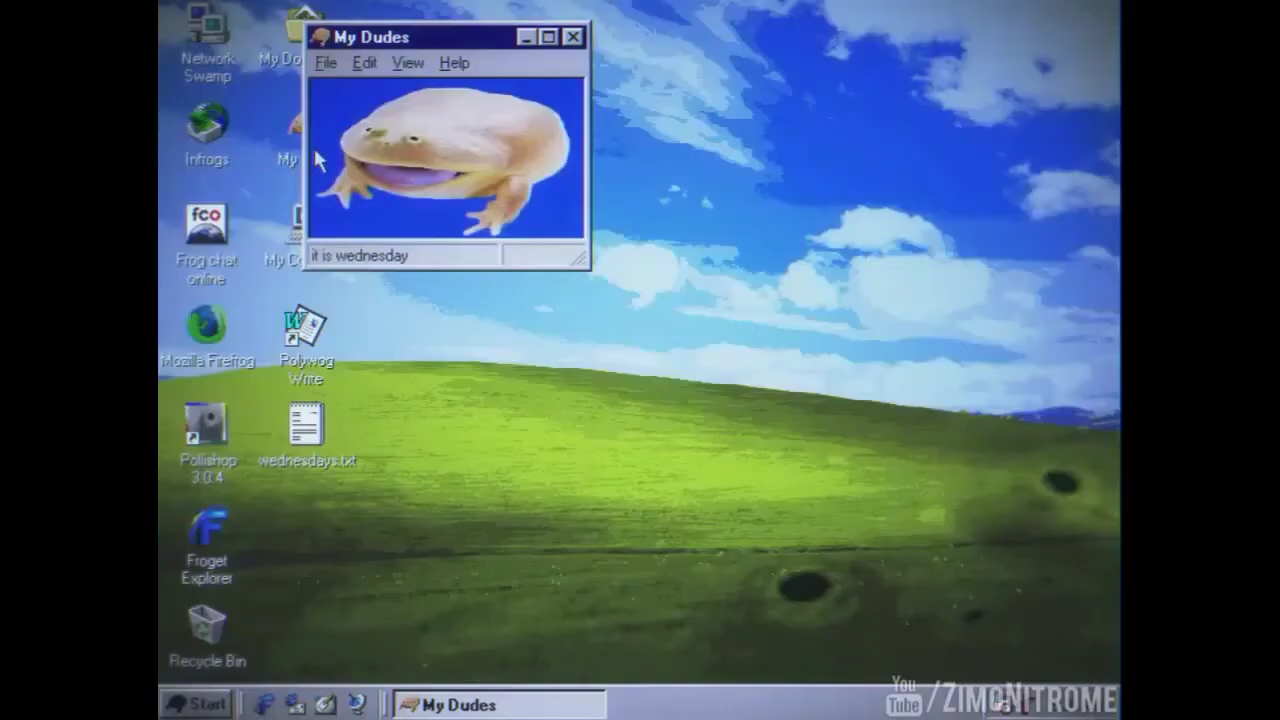 My Dudes
File Edit View Help
it is wednesday
Network
Swamp
My Do
Infrogs
My
fco
Frog chat
online
My Co
Mozilla Firefrog
W
Polywog
Write
Pollishop
3.0.4
wednesdays.txt
F
Froget
Explorer
Recycle Bin
Start
My Dudes
You
Tube /ZIMONITROME